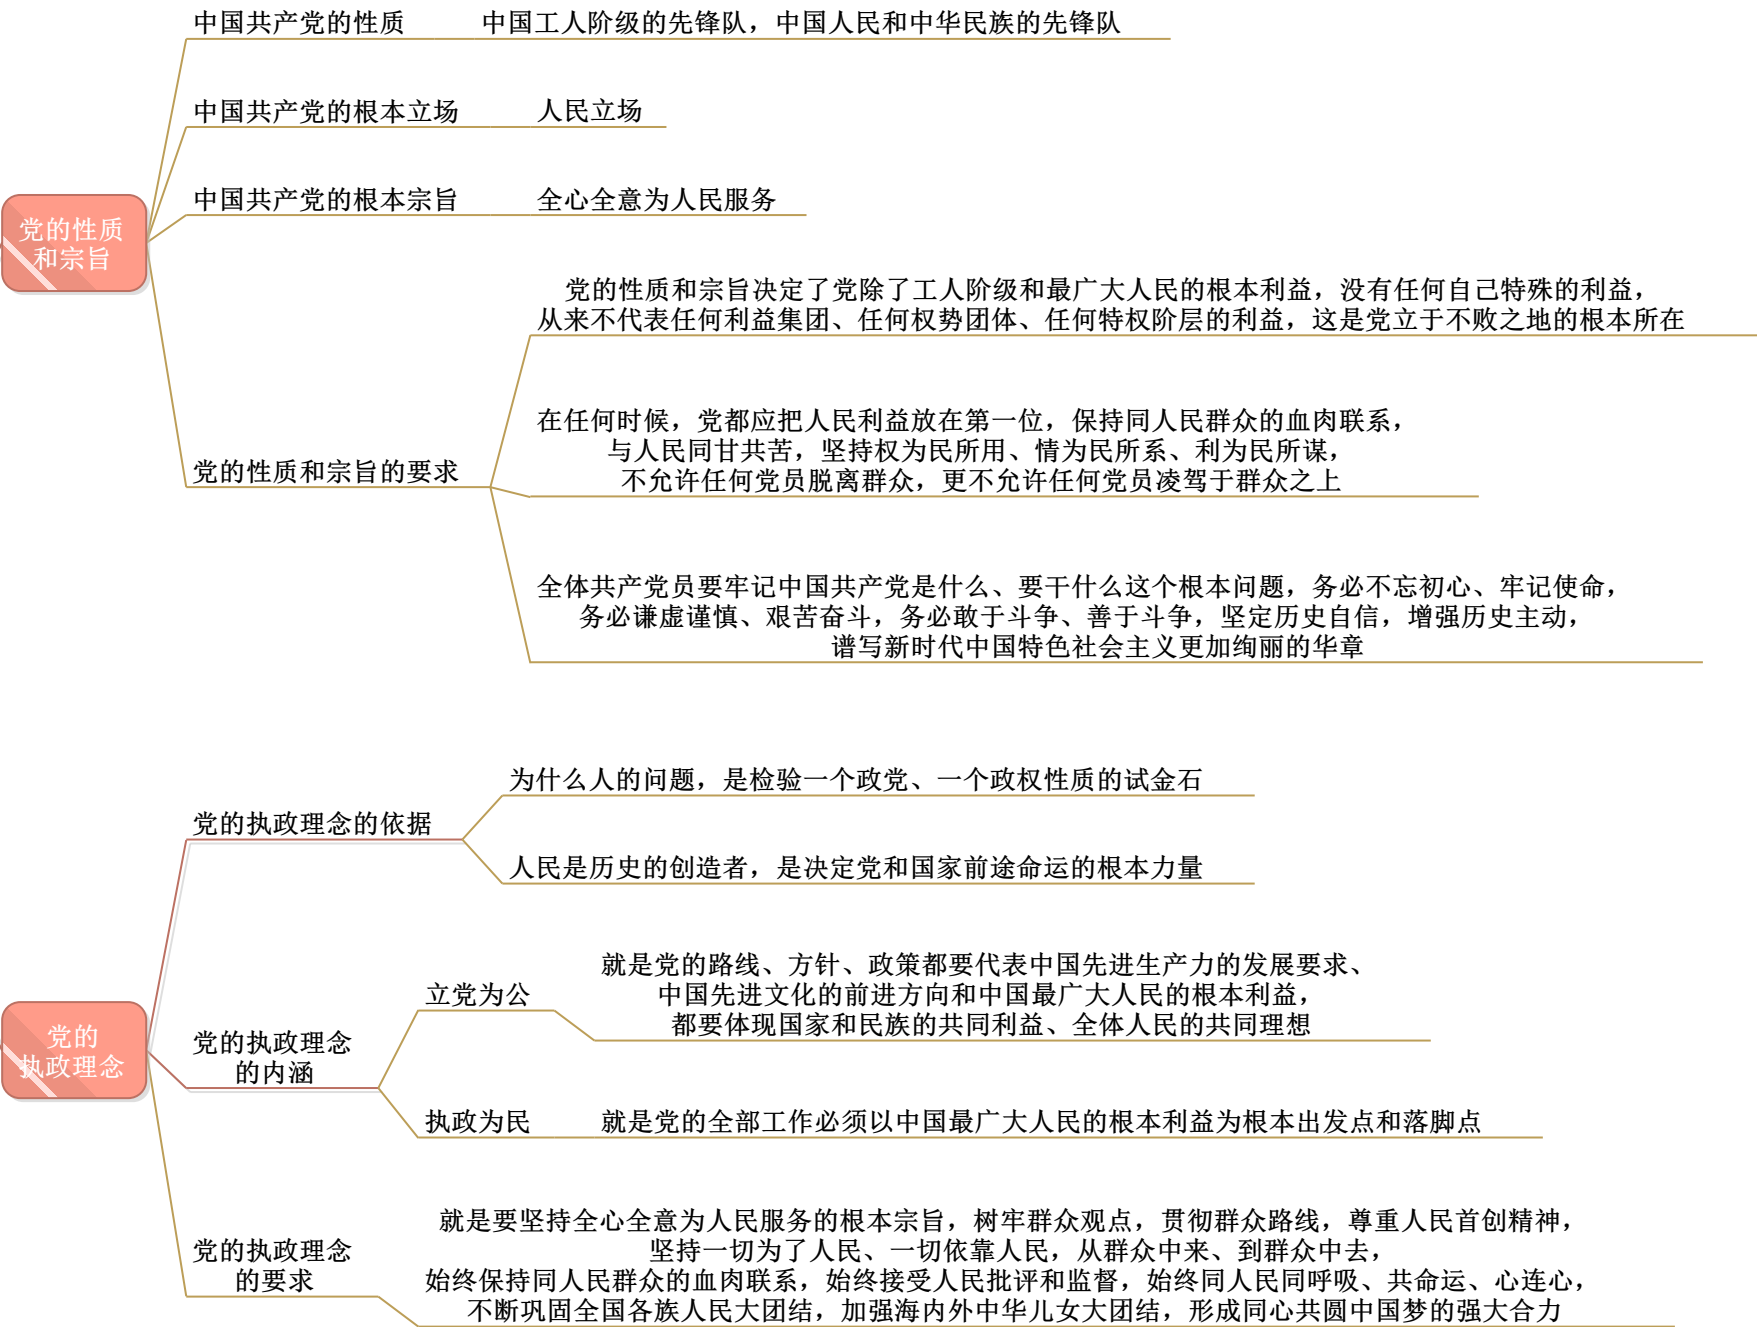 党的性质
和宗旨
中国共产党的性质
中国工人阶级的先锋队，中国人民和中华民族的先锋队
中国共产党的根本立场
人民立场
中国共产党的根本宗旨
全心全意为人民服务
党的性质和宗旨的要求
党的性质和宗旨决定了党除了工人阶级和最广大人民的根本利益，没有任何自己特殊的利益，
从来不代表任何利益集团、任何权势团体、任何特权阶层的利益，这是党立于不败之地的根本所在
在任何时候，党都应把人民利益放在第一位，保持同人民群众的血肉联系，
与人民同甘共苦，坚持权为民所用、情为民所系、利为民所谋，
不允许任何党员脱离群众，更不允许任何党员凌驾于群众之上
全体共产党员要牢记中国共产党是什么、要干什么这个根本问题，务必不忘初心、牢记使命，
务必谦虚谨慎、艰苦奋斗，务必敢于斗争、善于斗争，坚定历史自信，增强历史主动，
谱写新时代中国特色社会主义更加绚丽的华章
党的
执政理念
党的执政理念的依据
为什么人的问题，是检验一个政党、一个政权性质的试金石
人民是历史的创造者，是决定党和国家前途命运的根本力量
党的执政理念
的内涵
立党为公
就是党的路线、方针、政策都要代表中国先进生产力的发展要求、
中国先进文化的前进方向和中国最广大人民的根本利益，
都要体现国家和民族的共同利益、全体人民的共同理想
执政为民
就是党的全部工作必须以中国最广大人民的根本利益为根本出发点和落脚点
党的执政理念
的要求
就是要坚持全心全意为人民服务的根本宗旨，树牢群众观点，贯彻群众路线，尊重人民首创精神，
坚持一切为了人民、一切依靠人民，从群众中来、到群众中去，
始终保持同人民群众的血肉联系，始终接受人民批评和监督，始终同人民同呼吸、共命运、心连心，
不断巩固全国各族人民大团结，加强海内外中华儿女大团结，形成同心共圆中国梦的强大合力